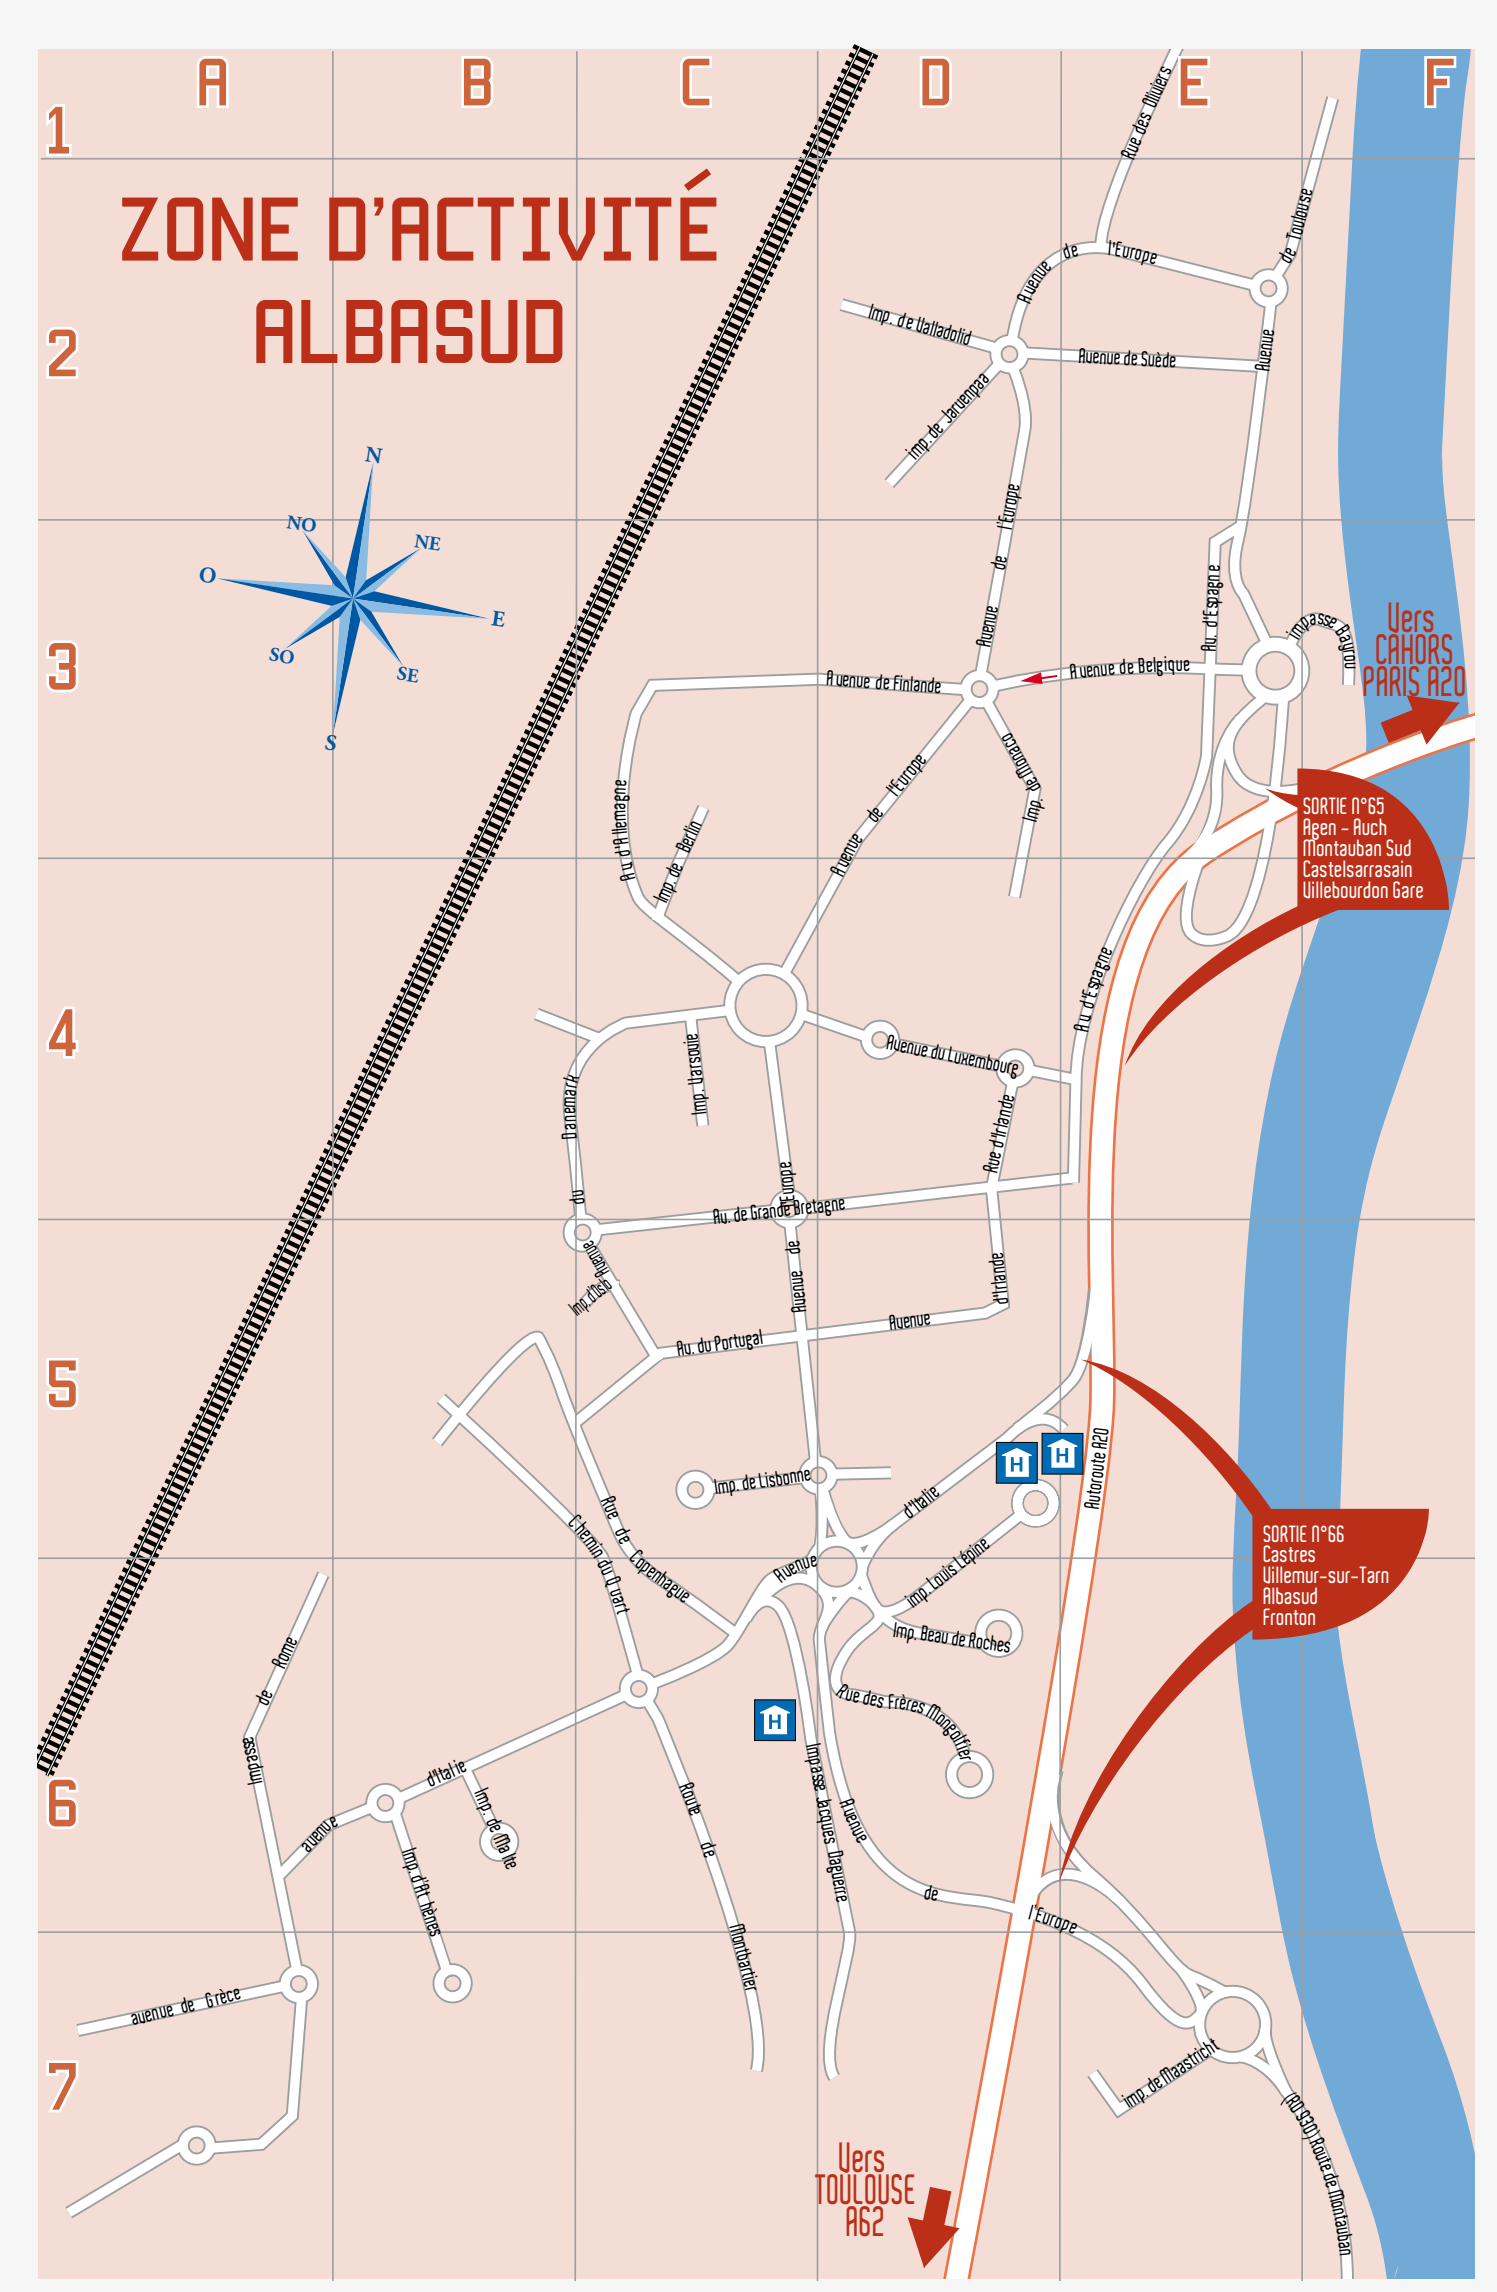 A
B
C
D
E
F
1
2
3
4
5
6
7
ZONE D'ACTIVITÉ
ALBASUD
N
NO
NE
O
E
SO
SE
S
Rue des Oliviers
Avenue de l'Europe
de Toulouse
Avenue
Imp. de Valladolid
Avenue de Suède
imp. de Jarvenpaa
Avenue de l'Europe
Av. d'Espagne
impasse Bayrou
Vers
CAHORS
PARIS A20
Avenue de Finlande
Avenue de Belgique
Imp. de Monaco
Avenue de l'Europe
Av d'Allemagne
Imp. de Berlin
SORTIE N°65
Agen - Auch
Montauban Sud
Castelsarrasain
Villebourdon Gare
Av d'Espagne
Avenue du Luxembourg
Imp. Varsovie
Avenue du Danemark
Rue d'Irlande
Av. de Grande Bretagne
Avenue de l'Europe
Imp. d'Oslo
Av. du Portugal
Avenue d'Irlande
Autoroute A20
H
H
Imp. de Lisbonne
Rue de Copenhague
Chemin du Quart
Avenue d'Italie
imp. Louis Lépine
Imp. Beau de Roches
SORTIE N°66
Castres
Villemur-sur-Tarn
Albasud
Fronton
Rue des Frères Mongolfier
H
Impasse de Rome
avenue d'Italie
Imp. de Malte
Imp. d'Athènes
Route de Montbartier
Impasse Jacques Daguerre
Avenue de l'Europe
avenue de Grèce
imp. de Maastricht
(RD 930) Route de Montauban
Vers
TOULOUSE
A62